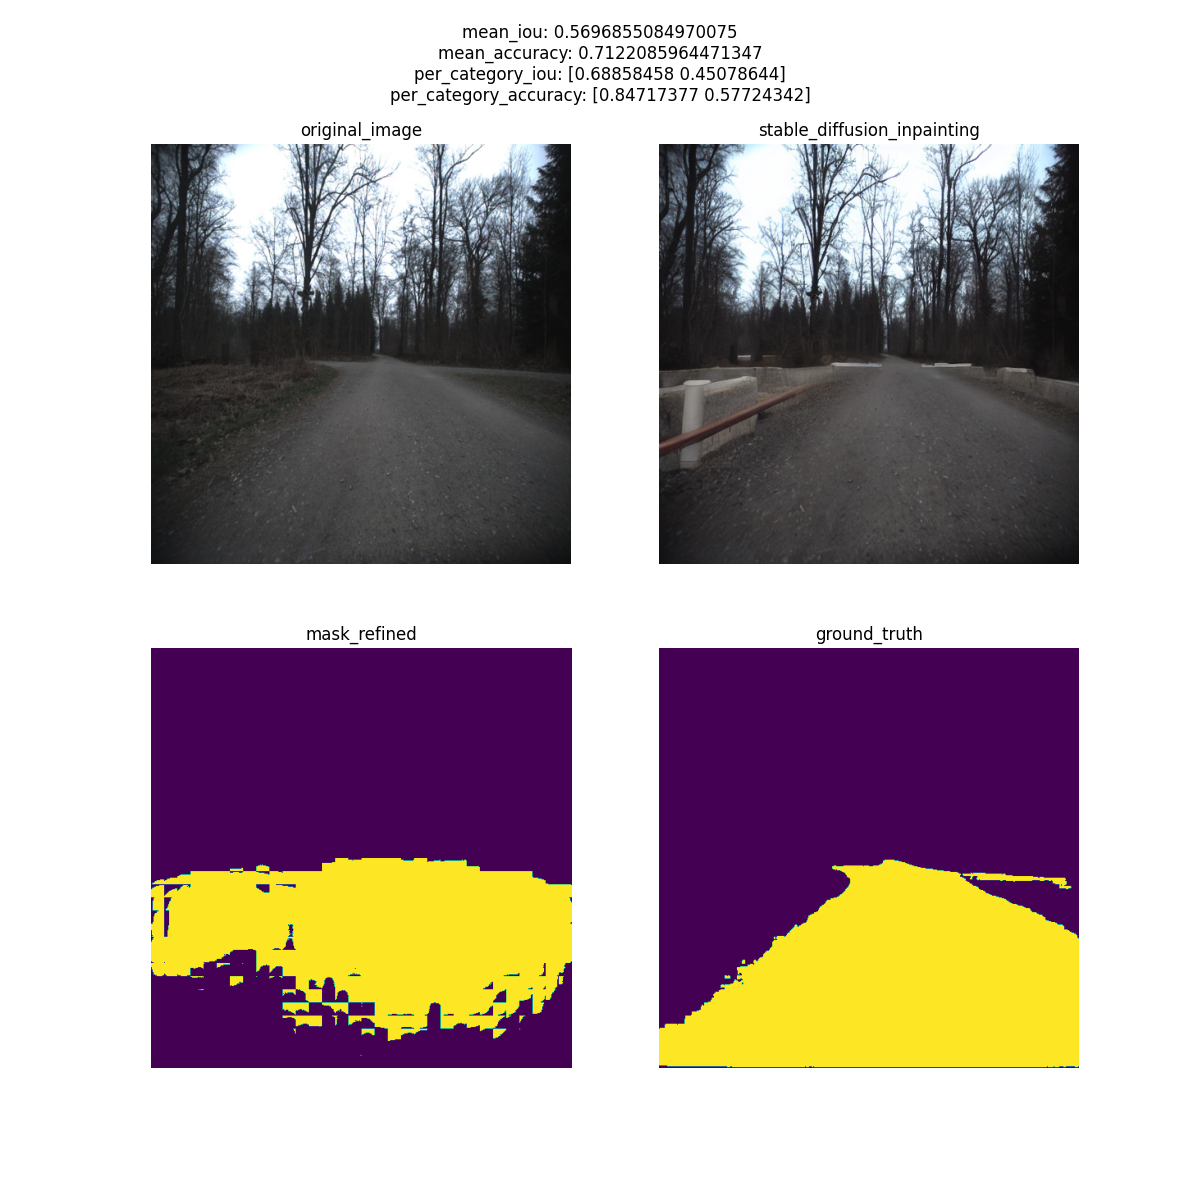 mean_iou: 0.5696855084970075
mean_accuracy: 0.7122085964471347
per_category_iou: [0.68858458 0.45078644]
per_category_accuracy: [0.84717377 0.57724342]
original_image
stable_diffusion_inpainting
mask_refined
ground_truth